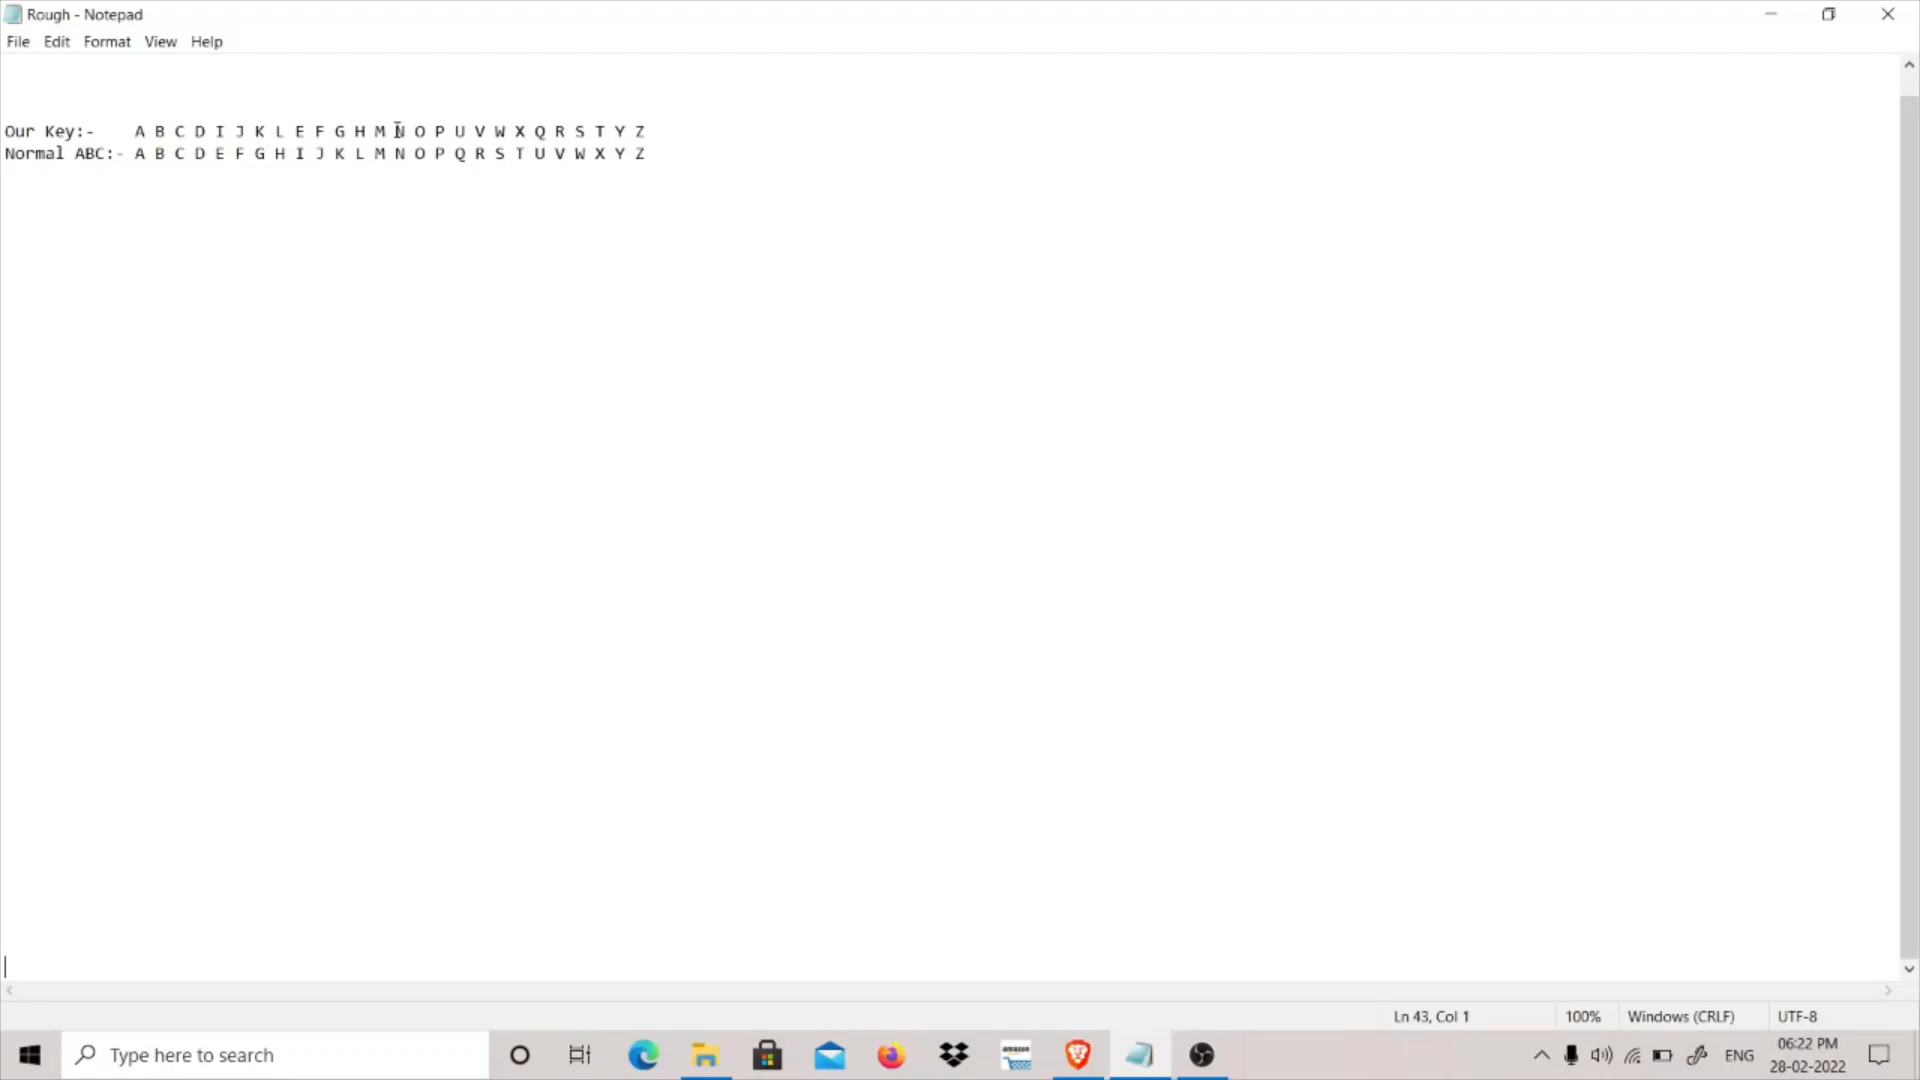 Rough - Notepad
File Edit Format View Help
Our Key:- A B C D I J K L E F G H M N O P U V W X Q R S T Y Z
Normal ABC:- A B C D E F G H I J K L M N O P Q R S T U V W X Y Z
Ln 43, Col 1 100% Windows (CRLF) UTF-8
Type here to search amazon ENG 06:22 PM
28-02-2022